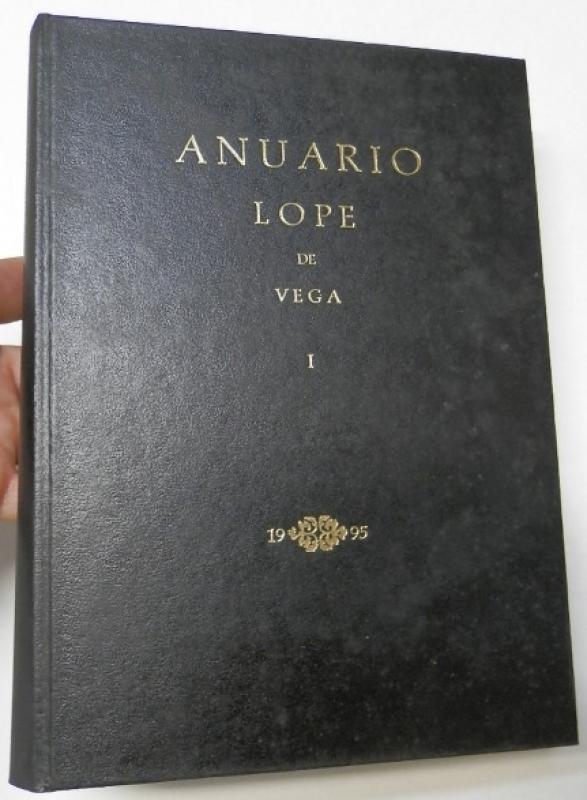 ANUARIO
LOPE
DE
VEGA
I
19 95